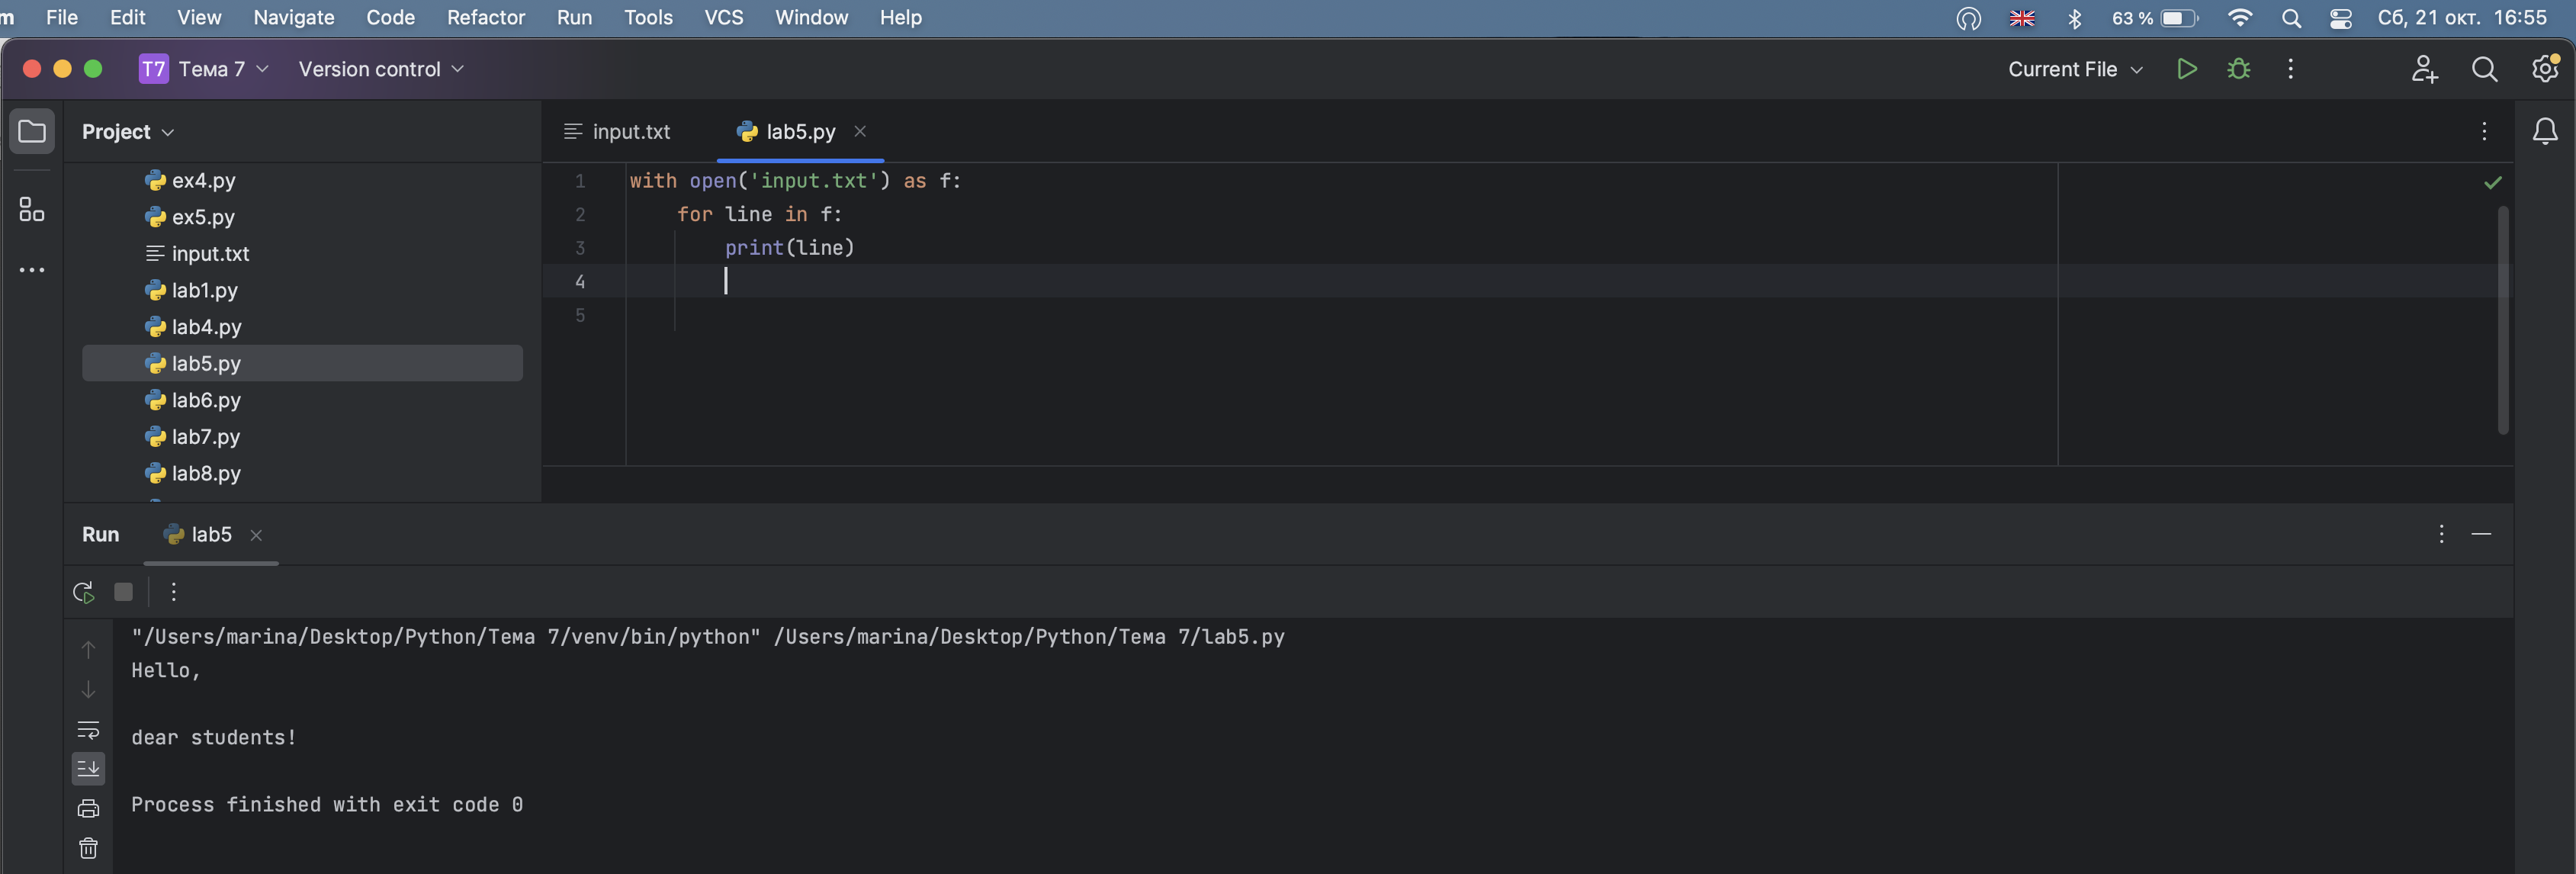 m File Edit View Navigate Code Refactor Run Tools VCS Window Help 63 % Сб, 21 окт. 16:55
T7 Тема 7 Version control Current File
Project
input.txt lab5.py
ex4.py
ex5.py
input.txt
lab1.py
lab4.py
lab5.py
lab6.py
lab7.py
lab8.py
1 with open('input.txt') as f:
2 for line in f:
3 print(line)
4
5
Run lab5
"/Users/marina/Desktop/Python/Тема 7/venv/bin/python" /Users/marina/Desktop/Python/Тема 7/lab5.py
Hello,
dear students!
Process finished with exit code 0